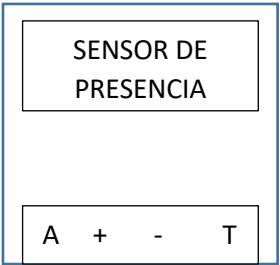 SENSOR DE
PRESENCIA
A + - T